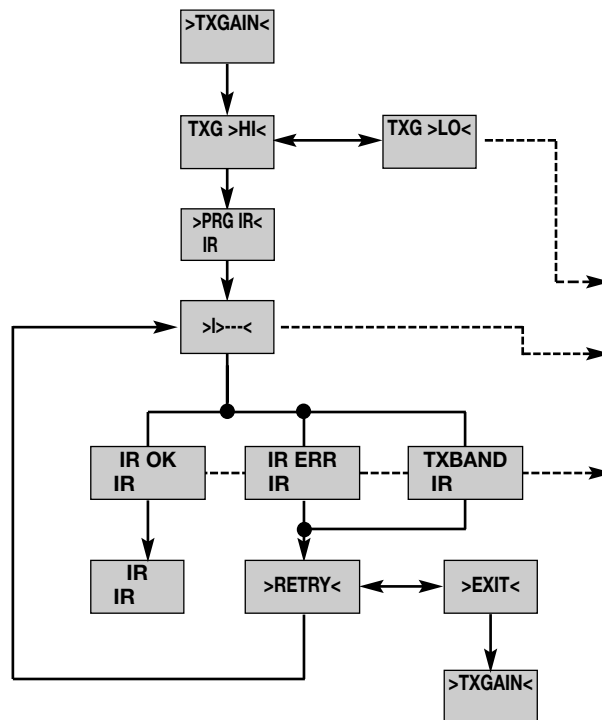 >TXGAIN<
TXG >HI<
TXG >LO<
>PRG IR<
IR
>I>---<
IR OK
IR
IR ERR
IR
TXBAND
IR
IR
IR
>RETRY<
>EXIT<
>TXGAIN<